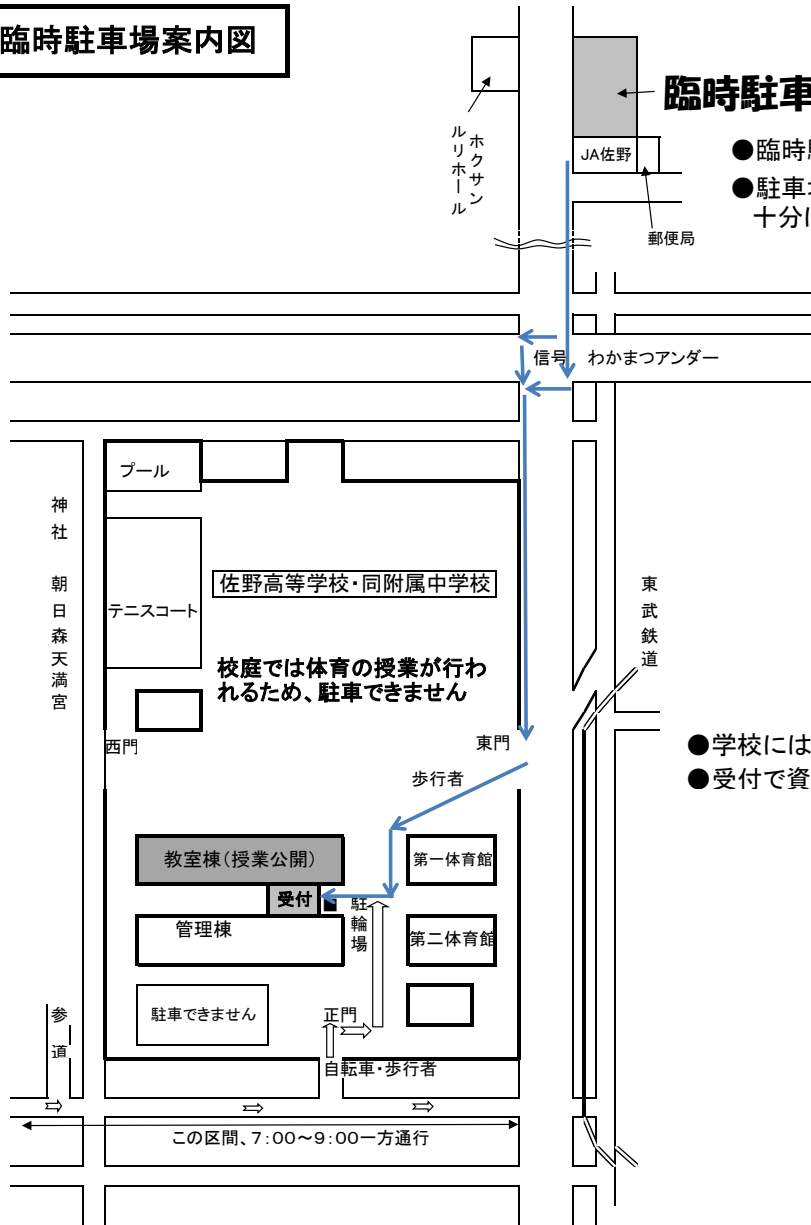 臨時駐車場案内図
臨時駐車
ホクサン
ルリホール
JA佐野
●臨時
●駐車
十分
郵便局
信号
わかまつアンダー
プール
神社 朝日森天満宮
佐野高等学校・同附属中学校
テニスコート
東武鉄道
校庭では体育の授業が行わ
れるため、駐車できません
西門
東門
●学校には
●受付で資
歩行者
教室棟(授業公開)
第一体育館
受付
駐輪場
管理棟
第二体育館
駐車できません
正門
参道
自転車・歩行者
この区間、7:00~9:00一方通行